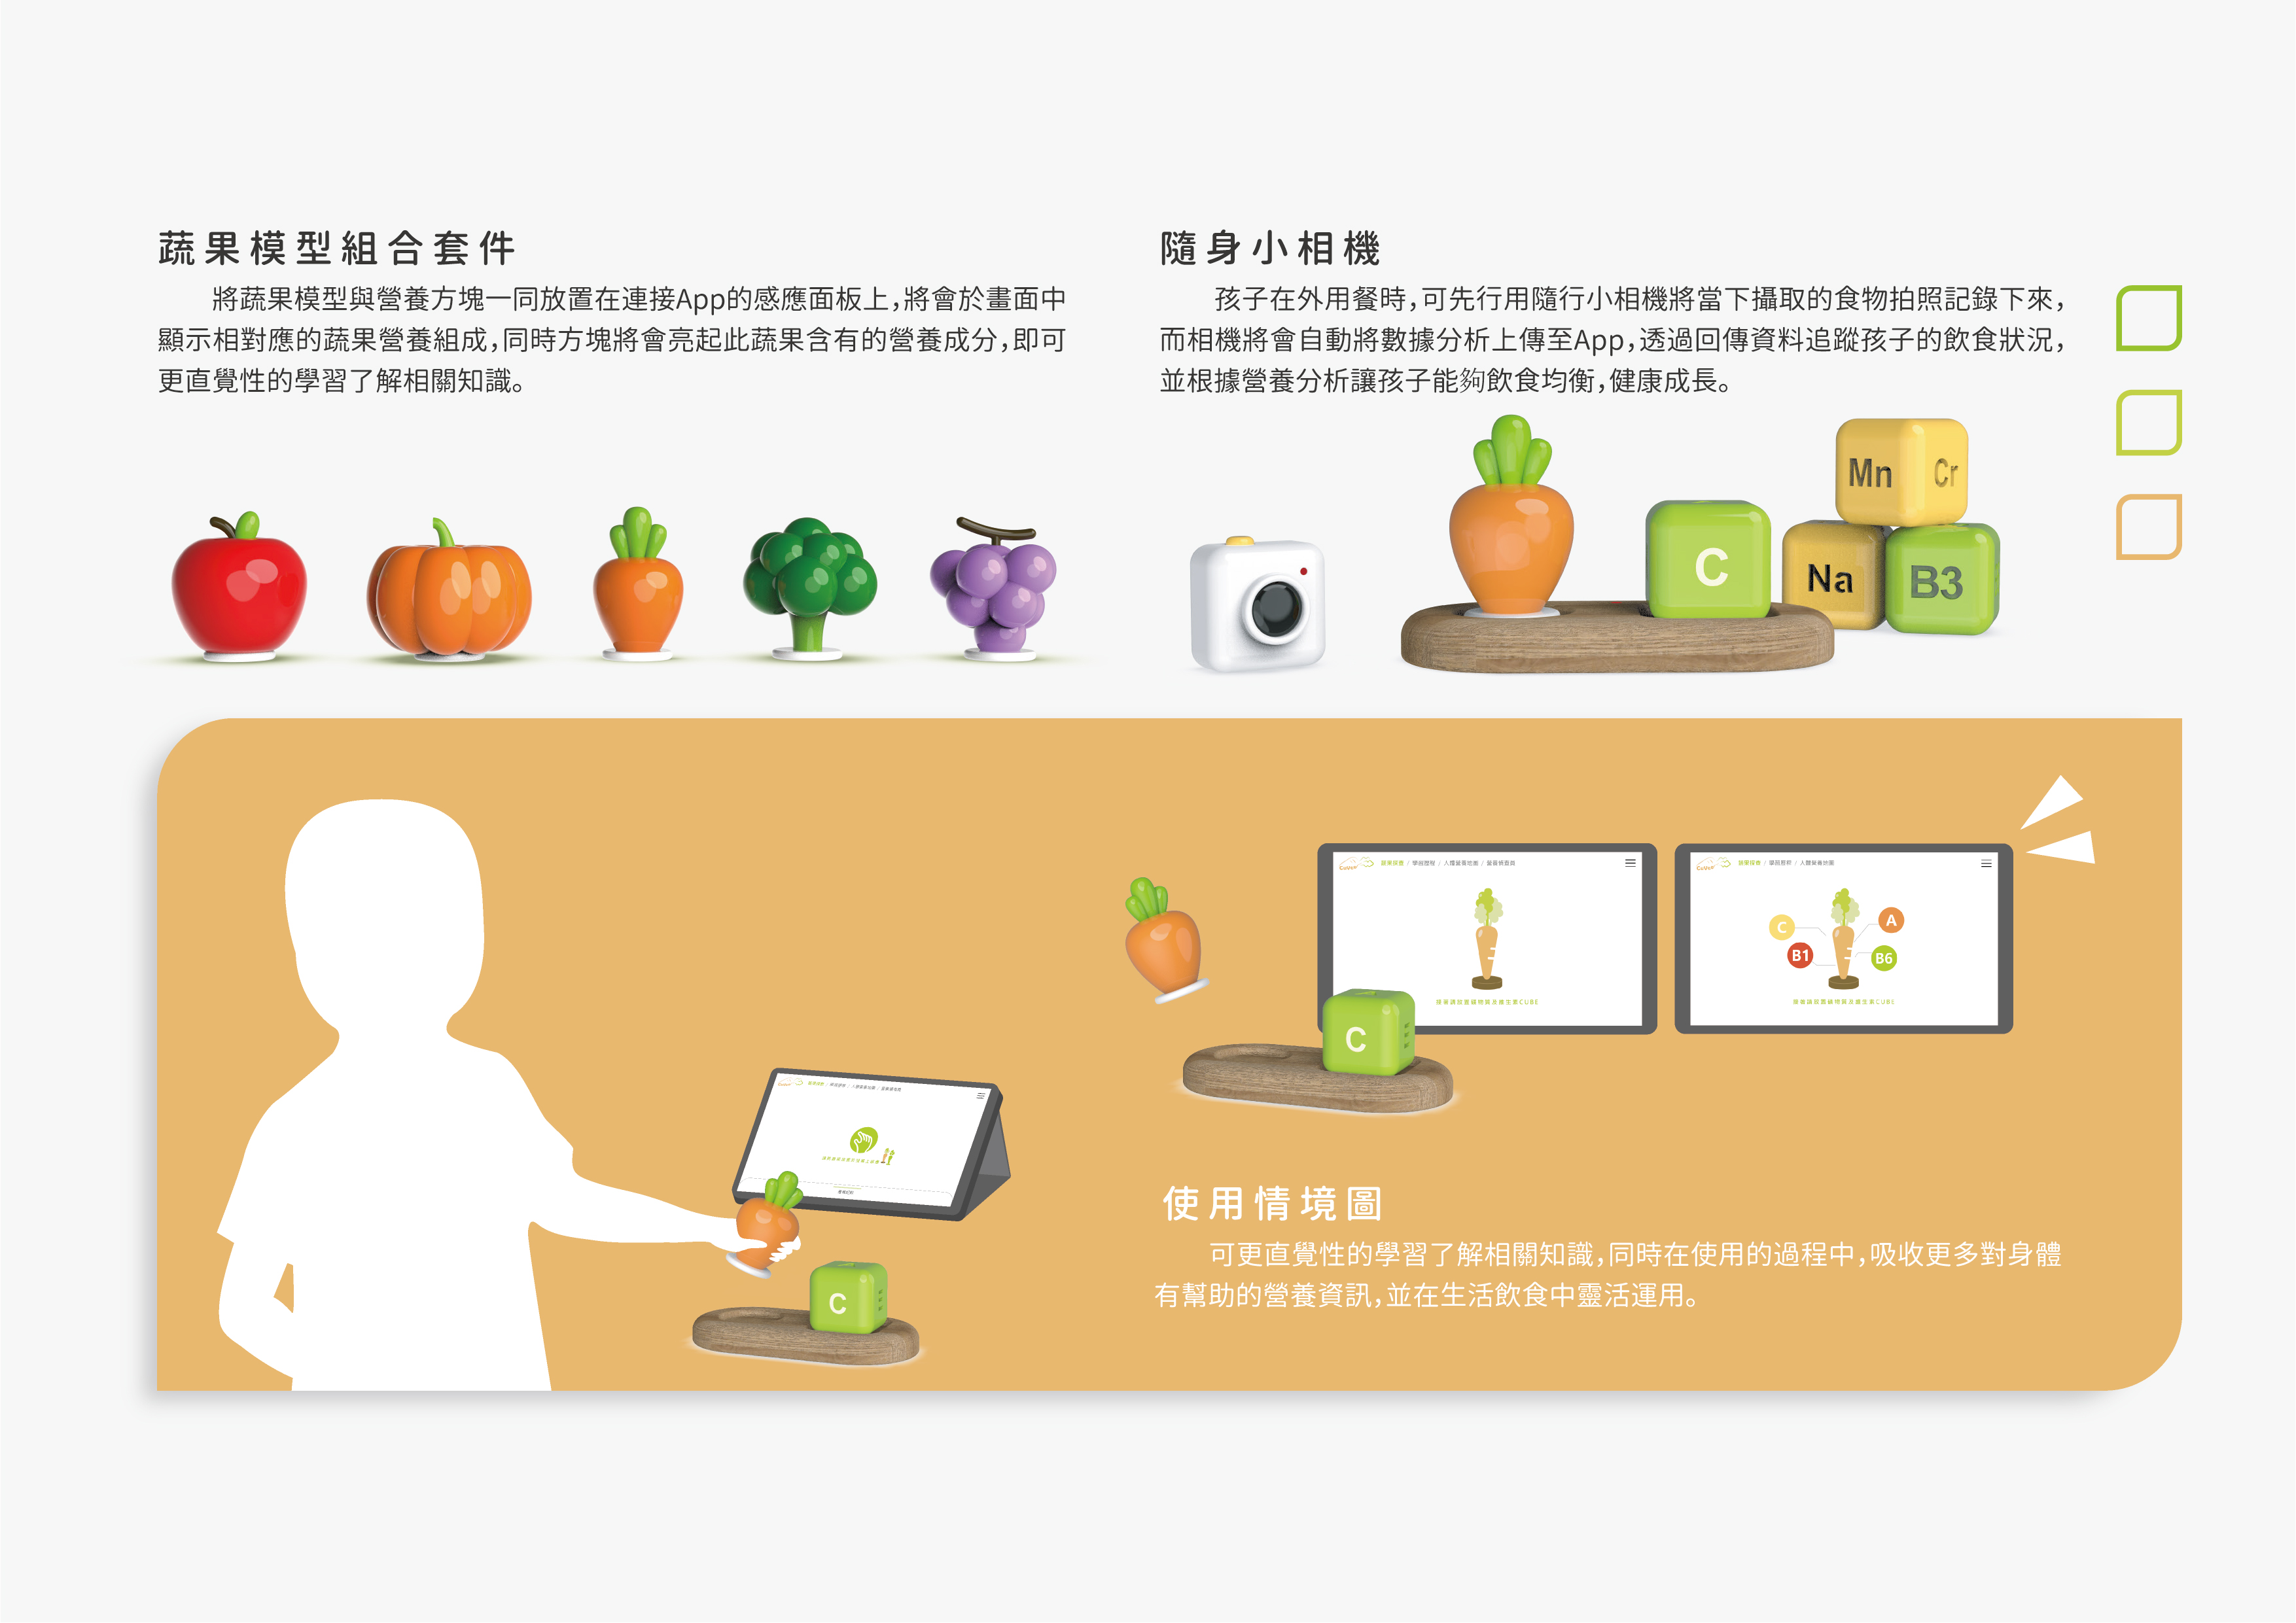 蔬果模型組合套件
將蔬果模型與營養方塊一同放置在連接App的感應面板上，將會於畫面中
顯示相對應的蔬果營養組成，同時方塊將會亮起此蔬果含有的營養成分，即可
更直覺性的學習了解相關知識。
隨身小相機
孩子在外用餐時，可先行用隨行小相機將當下攝取的食物拍照記錄下來，
而相機將會自動將數據分析上傳至App，透過回傳資料追蹤孩子的飲食狀況，
並根據營養分析讓孩子能夠飲食均衡，健康成長。
Mn
Cr
C
Na
B3
C
A
B1
B6
C
C
使用情境圖
可更直覺性的學習了解相關知識，同時在使用的過程中，吸收更多對身體
有幫助的營養資訊，並在生活飲食中靈活運用。